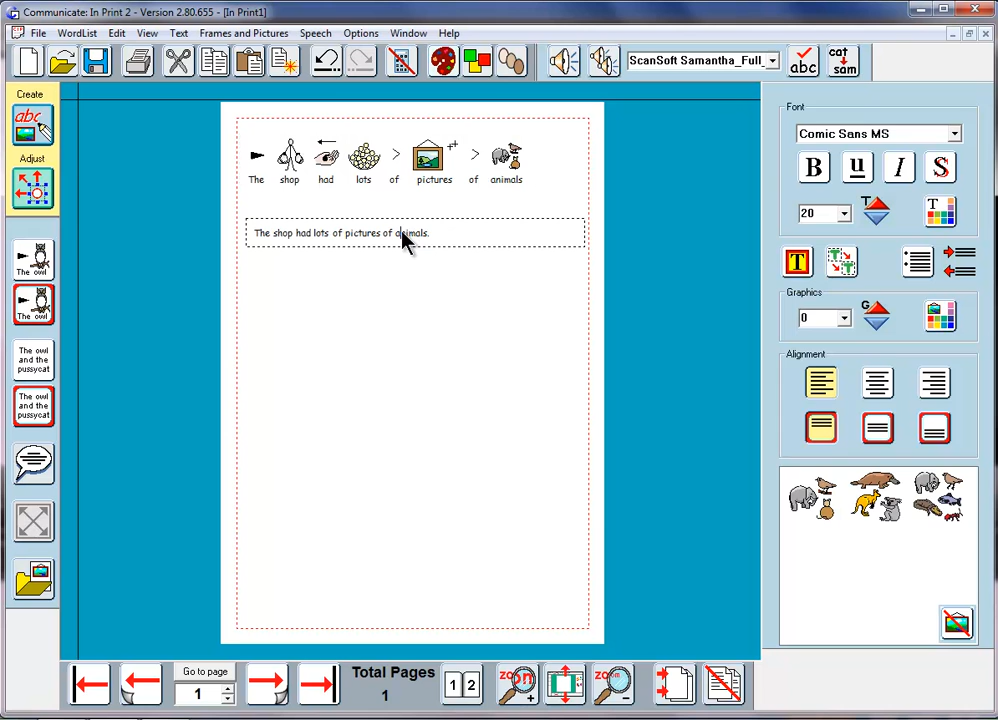 Communicate: In Print 2 - Version 2.80.655 - [In Print1]
File WordList Edit View Text Frames and Pictures Speech Options Window Help
ScanSoft Samantha_Full_
abc
cat
sam
Create
abc
Adjust
The owl
The owl
The owl
and the
pussycat
The owl
and the
pussycat
The shop had lots of pictures of animals
The shop had lots of pictures of animals.
Font
Comic Sans MS
B u I S
20
T
T
T
T
Graphics
0
G
Alignment
Go to page
1
Total Pages
1
1 2
zoom
zoom